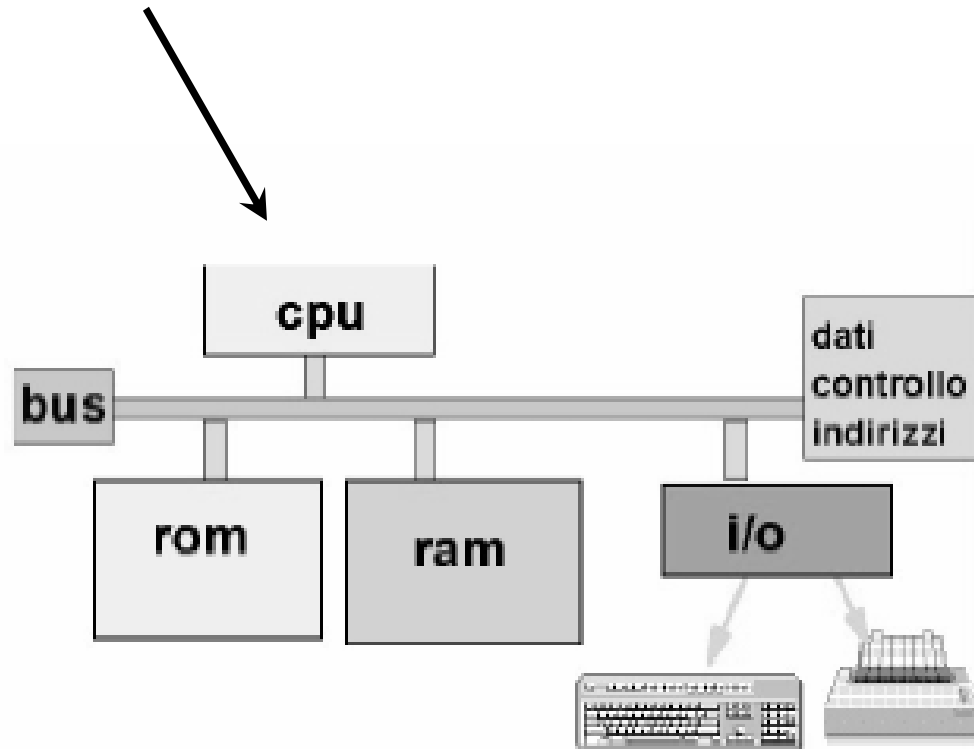 cpu
bus
dati
controllo
indirizzi
rom
ram
i/o